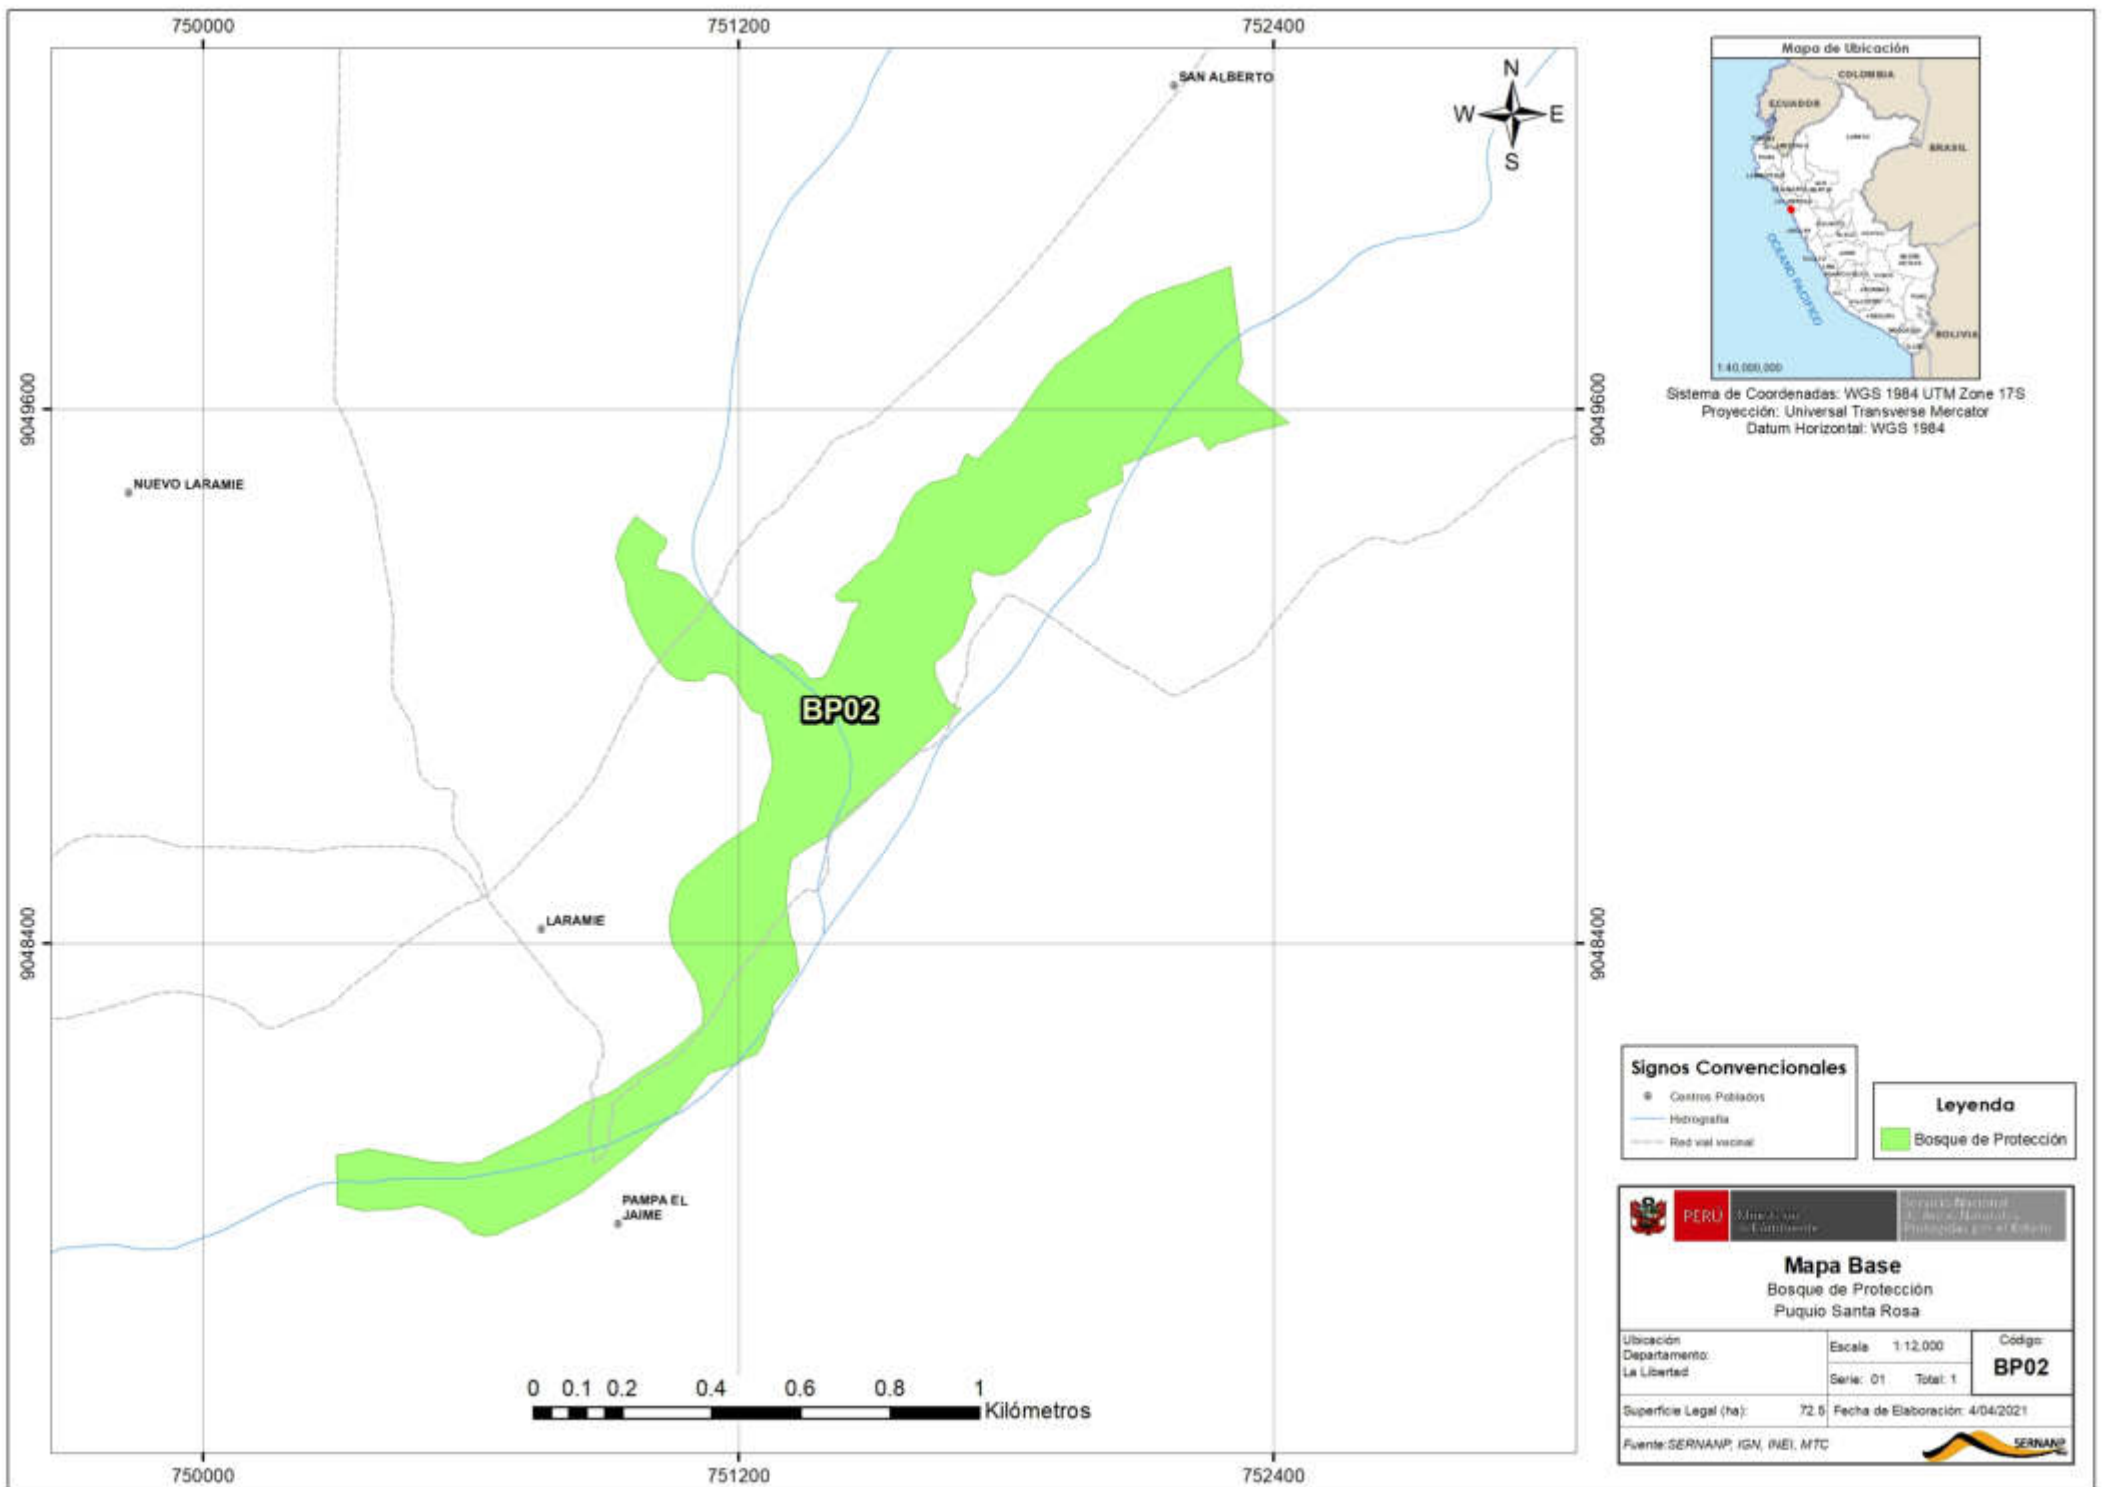 750000
751200
752400
SAN ALBERTO
N
W
E
S
9049600
9049600
NUEVO LARAMIE
BP02
LARAMIE
9048400
9048400
PAMPA EL
JAIME
0 0.1 0.2 0.4 0.6 0.8 1
Kilómetros
750000
751200
752400
Mapa de Ubicación
COLOMBIA
ECUADOR
BRASIL
OCEANO PACIFICO
BOLIVIA
1:40,000,000
Sistema de Coordenadas: WGS 1984 UTM Zone 17S
Proyección: Universal Transverse Mercator
Datum Horizontal: WGS 1984
Signos Convencionales
Centros Poblados
Hidrografía
Red vial vecinal
Leyenda
Bosque de Protección
PERÚ
Mapa Base
Bosque de Protección
Puquio Santa Rosa
Ubicación
Departamento:
La Libertad
Escala 1:12,000
Serie: 01 Total: 1
Código:
BP02
Superficie Legal (ha): 72.5
Fecha de Elaboración: 4/04/2021
Fuente: SERNANP, IGN, INEI, MTC
SERNANP